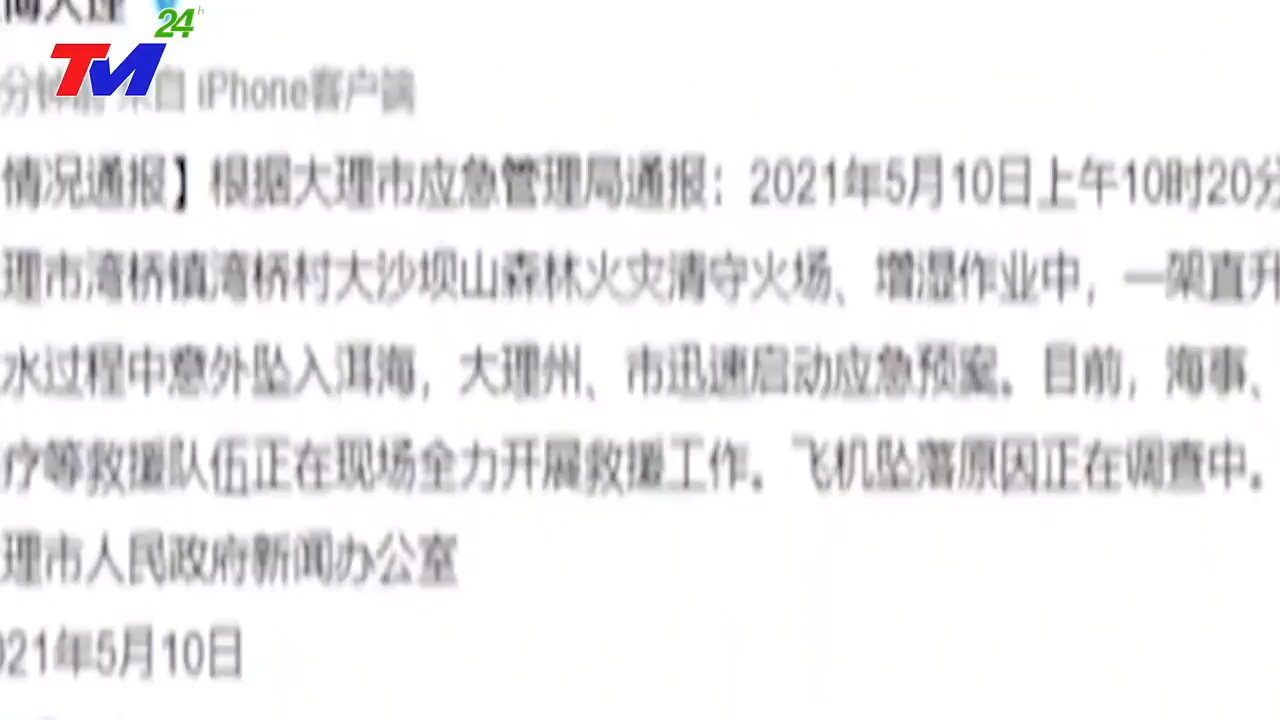 24h
TM
分钟前 来自 iPhone客户端
情况通报】根据大理市应急管理局通报：2021年5月10日上午10时20分
理市湾桥镇湾桥村大沙坝山森林火灾清守火场、增湿作业中，一架直升
水过程中意外坠入洱海，大理州、市迅速启动应急预案。目前，海事、
疗等救援队伍正在现场全力开展救援工作。飞机坠落原因正在调查中。
理市人民政府新闻办公室
021年5月10日